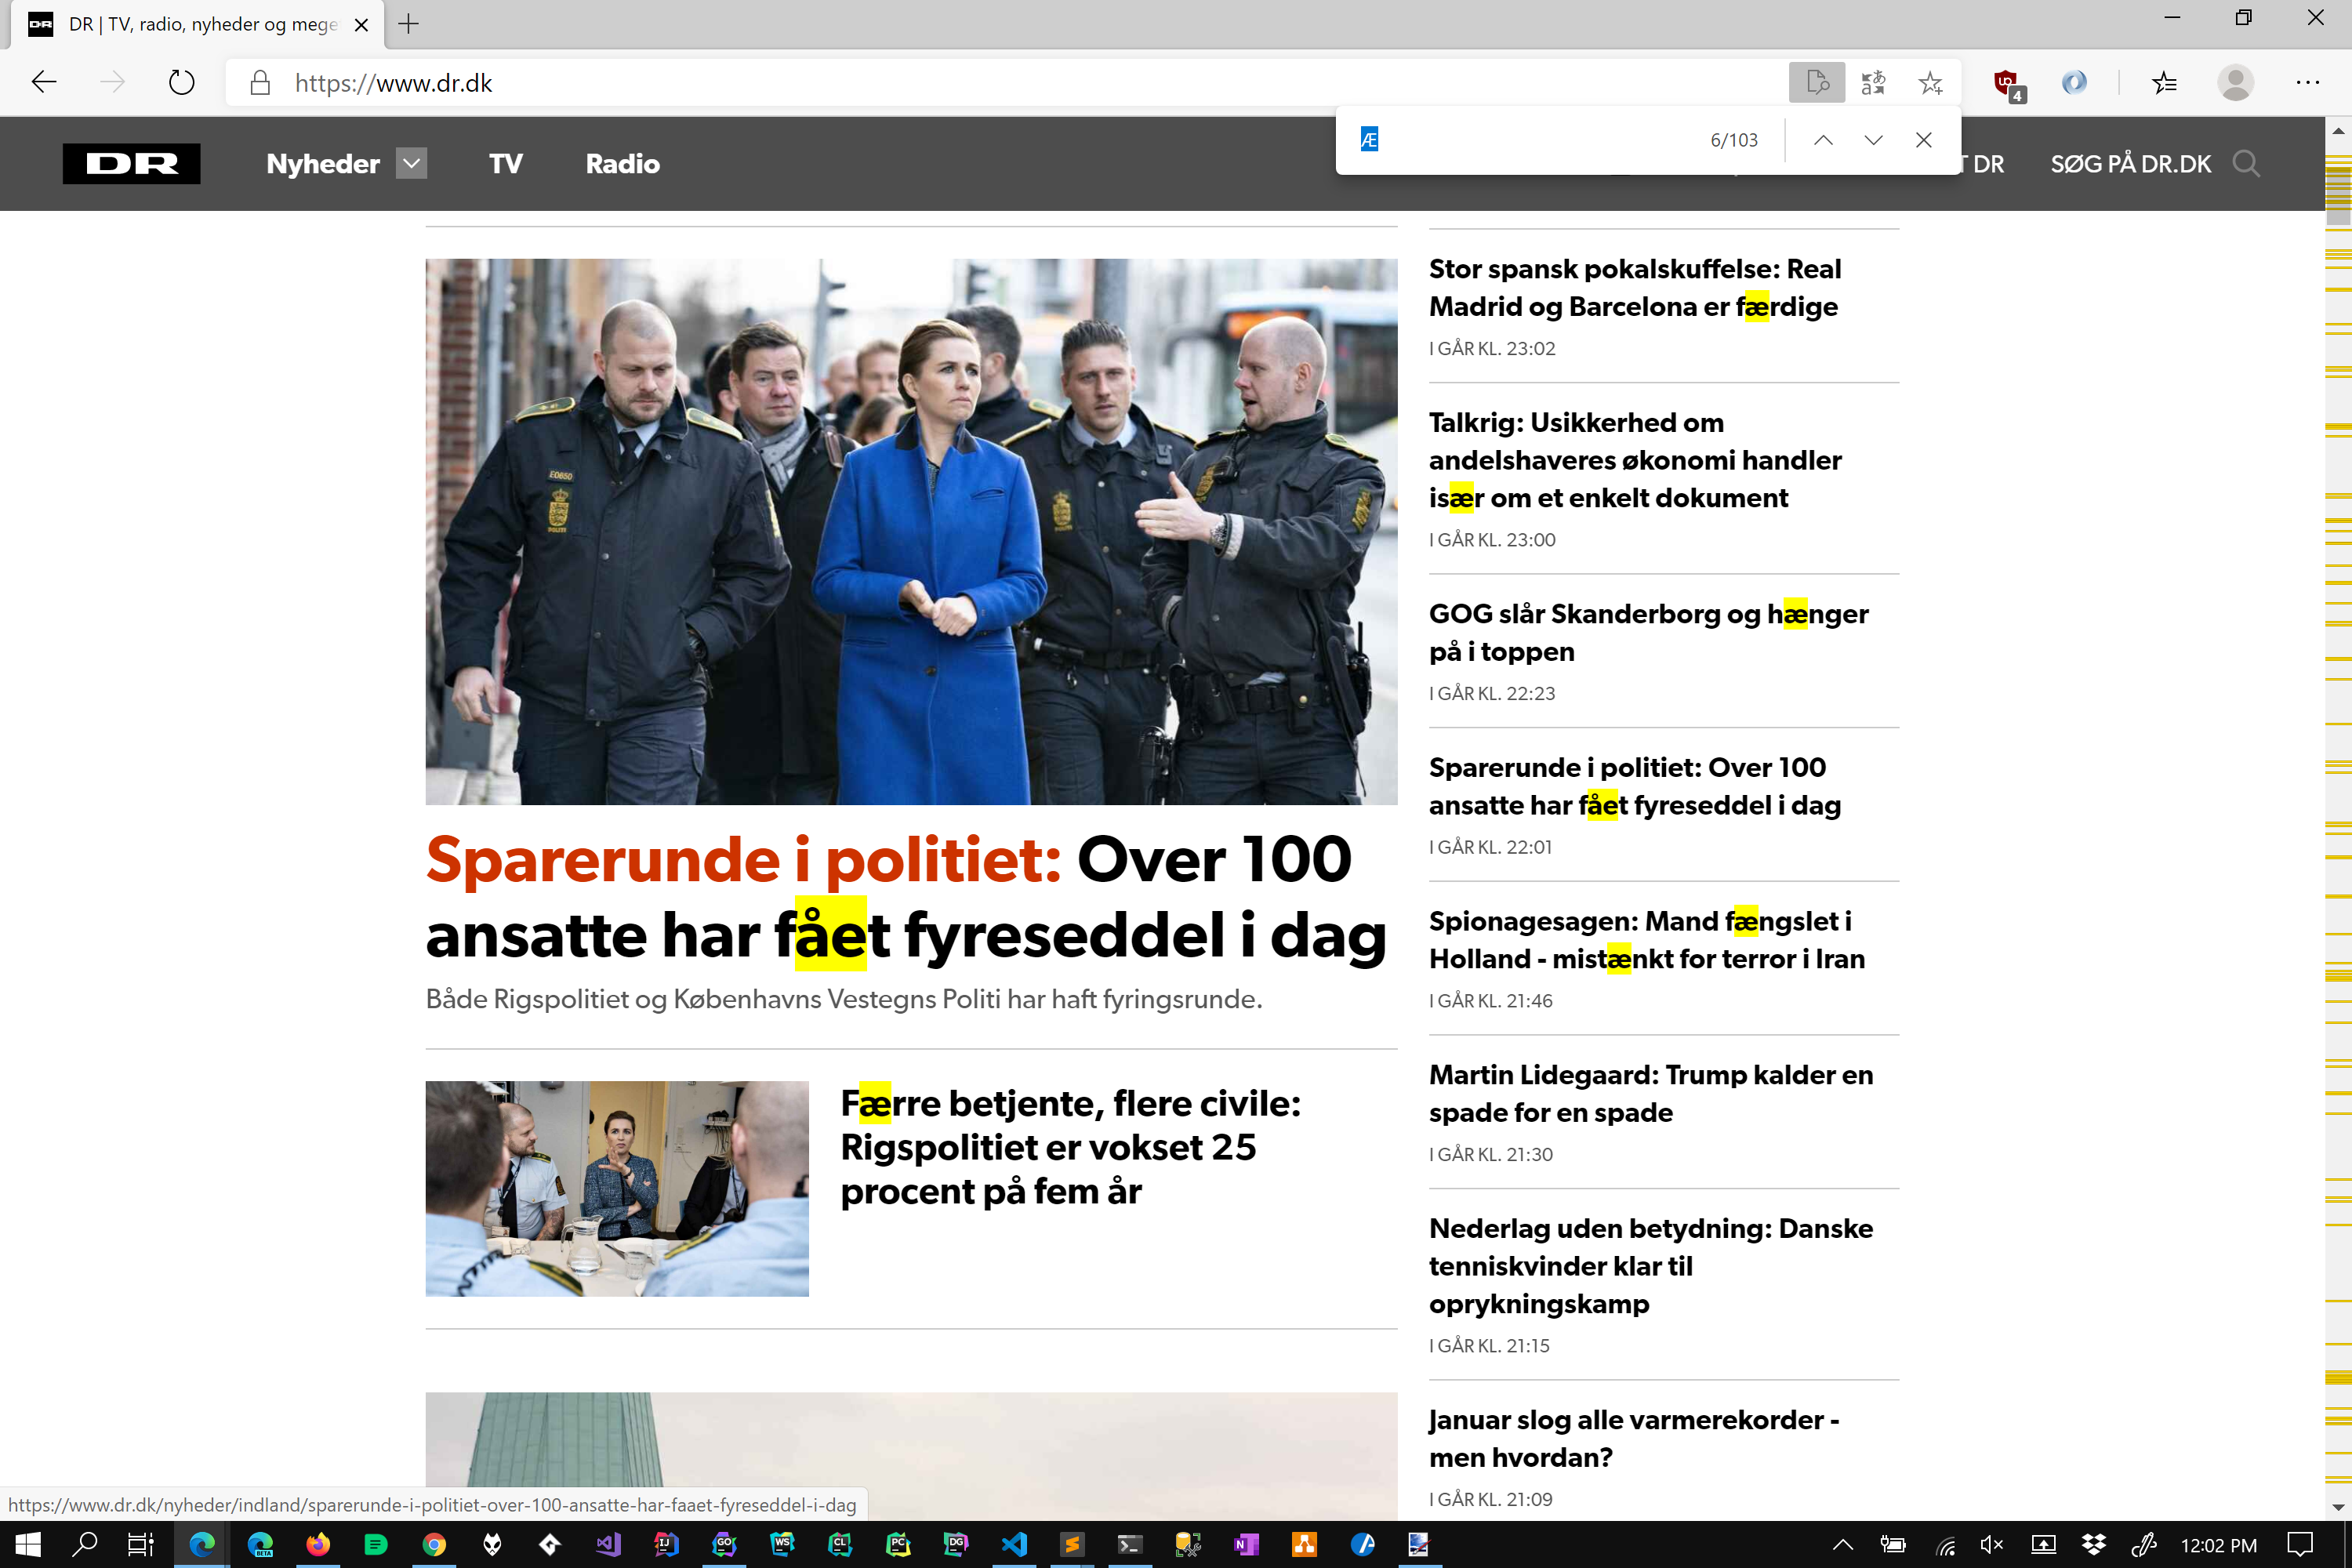 DR | TV, radio, nyheder og mege
https://www.dr.dk
4
Æ
6/103
DR
Nyheder
TV
Radio
T DR
SØG PÅ DR.DK
Sparerunde i politiet: Over 100
ansatte har fået fyreseddel i dag
Både Rigspolitiet og Københavns Vestegns Politi har haft fyringsrunde.
Færre betjente, flere civile:
Rigspolitiet er vokset 25
procent på fem år
Stor spansk pokalskuffelse: Real
Madrid og Barcelona er færdige
I GÅR KL. 23:02
Talkrig: Usikkerhed om
andelshaveres økonomi handler
især om et enkelt dokument
I GÅR KL. 23:00
GOG slår Skanderborg og hænger
på i toppen
I GÅR KL. 22:23
Sparerunde i politiet: Over 100
ansatte har fået fyreseddel i dag
I GÅR KL. 22:01
Spionagesagen: Mand fængslet i
Holland - mistænkt for terror i Iran
I GÅR KL. 21:46
Martin Lidegaard: Trump kalder en
spade for en spade
I GÅR KL. 21:30
Nederlag uden betydning: Danske
tenniskvinder klar til
oprykningskamp
I GÅR KL. 21:15
Januar slog alle varmerekorder -
men hvordan?
I GÅR KL. 21:09
https://www.dr.dk/nyheder/indland/sparerunde-i-politiet-over-100-ansatte-har-faaet-fyreseddel-i-dag
12:02 PM